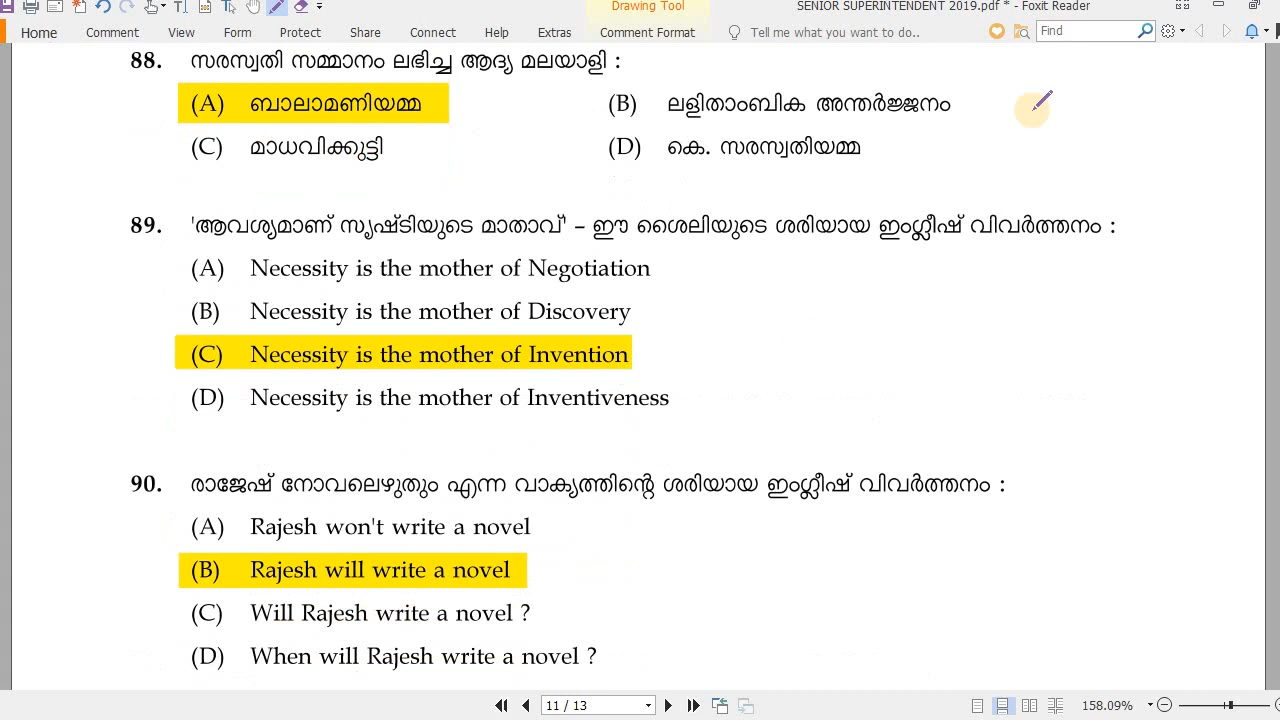 Drawing Tool
SENIOR SUPERINTENDENT 2019.pdf * - Foxit Reader
Home Comment View Form Protect Share Connect Help Extras Comment Format Tell me what you want to do.. Find
88. സരസ്വതി സമ്മാനം ലഭിച്ച ആദ്യ മലയാളി :
(A) ബാലാമണിയമ്മ (B) ലളിതാംബിക അന്തർജ്ജനം
(C) മാധവിക്കുട്ടി (D) കെ. സരസ്വതിയമ്മ
89. 'ആവശ്യമാണ് സൃഷ്ടിയുടെ മാതാവ്' – ഈ ശൈലിയുടെ ശരിയായ ഇംഗ്ലീഷ് വിവർത്തനം :
(A) Necessity is the mother of Negotiation
(B) Necessity is the mother of Discovery
(C) Necessity is the mother of Invention
(D) Necessity is the mother of Inventiveness
90. രാജേഷ് നോവലെഴുതും എന്ന വാക്യത്തിന്റെ ശരിയായ ഇംഗ്ലീഷ് വിവർത്തനം :
(A) Rajesh won't write a novel
(B) Rajesh will write a novel
(C) Will Rajesh write a novel ?
(D) When will Rajesh write a novel ?
11 / 13 158.09%